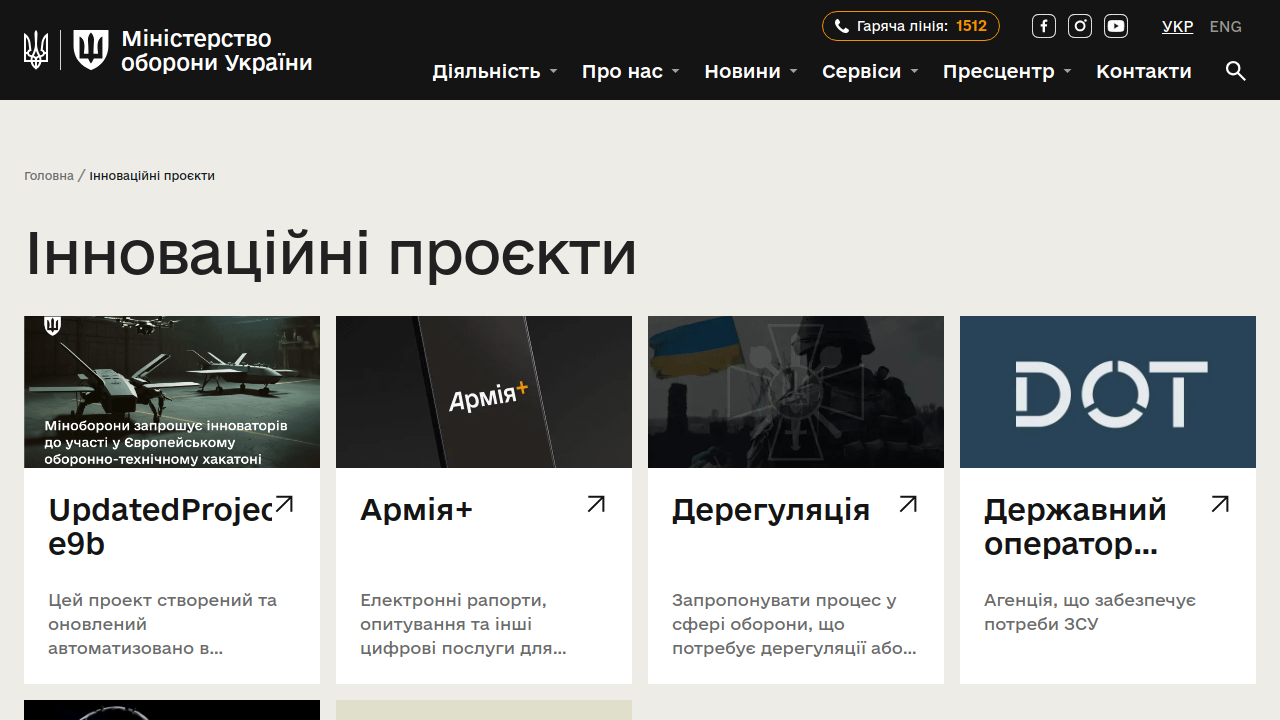 Міністерство
оборони України
Гаряча лінія: 1512
УКР ENG
Діяльність Про нас Новини Сервіси Пресцентр Контакти
Головна / Інноваційні проєкти
Інноваційні проєкти
Міноборони запрошує інноваторів
до участі у Європейському
оборонно-технічному хакатоні
UpdatedProjec
e9b
Цей проект створений та
оновлений
автоматизовано в...
Армія+
Армія+
Електронні рапорти,
опитування та інші
цифрові послуги для...
Дерегуляція
Запропонувати процес у
сфері оборони, що
потребує дерегуляції або...
DOT
Державний
оператор...
Агенція, що забезпечує
потреби ЗСУ